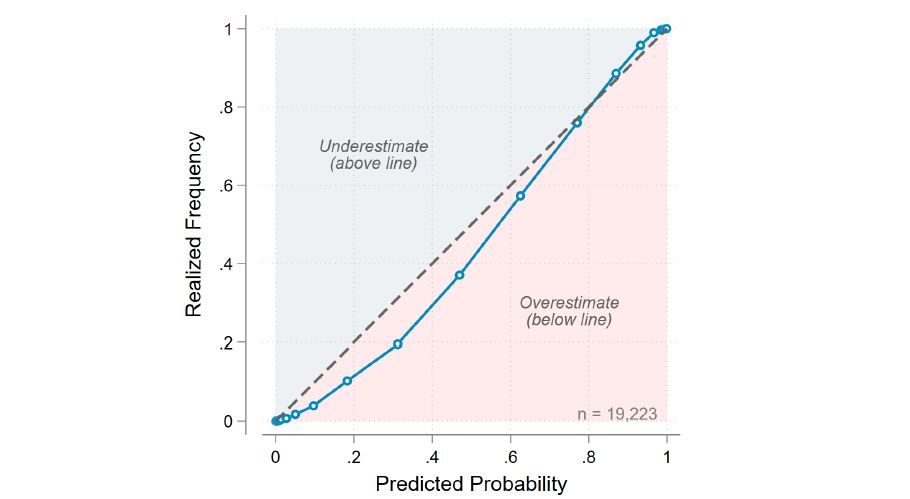 1
.8
.6
.4
.2
0
Realized Frequency
Underestimate
(above line)
Overestimate
(below line)
n = 19,223
0 .2 .4 .6 .8 1
Predicted Probability